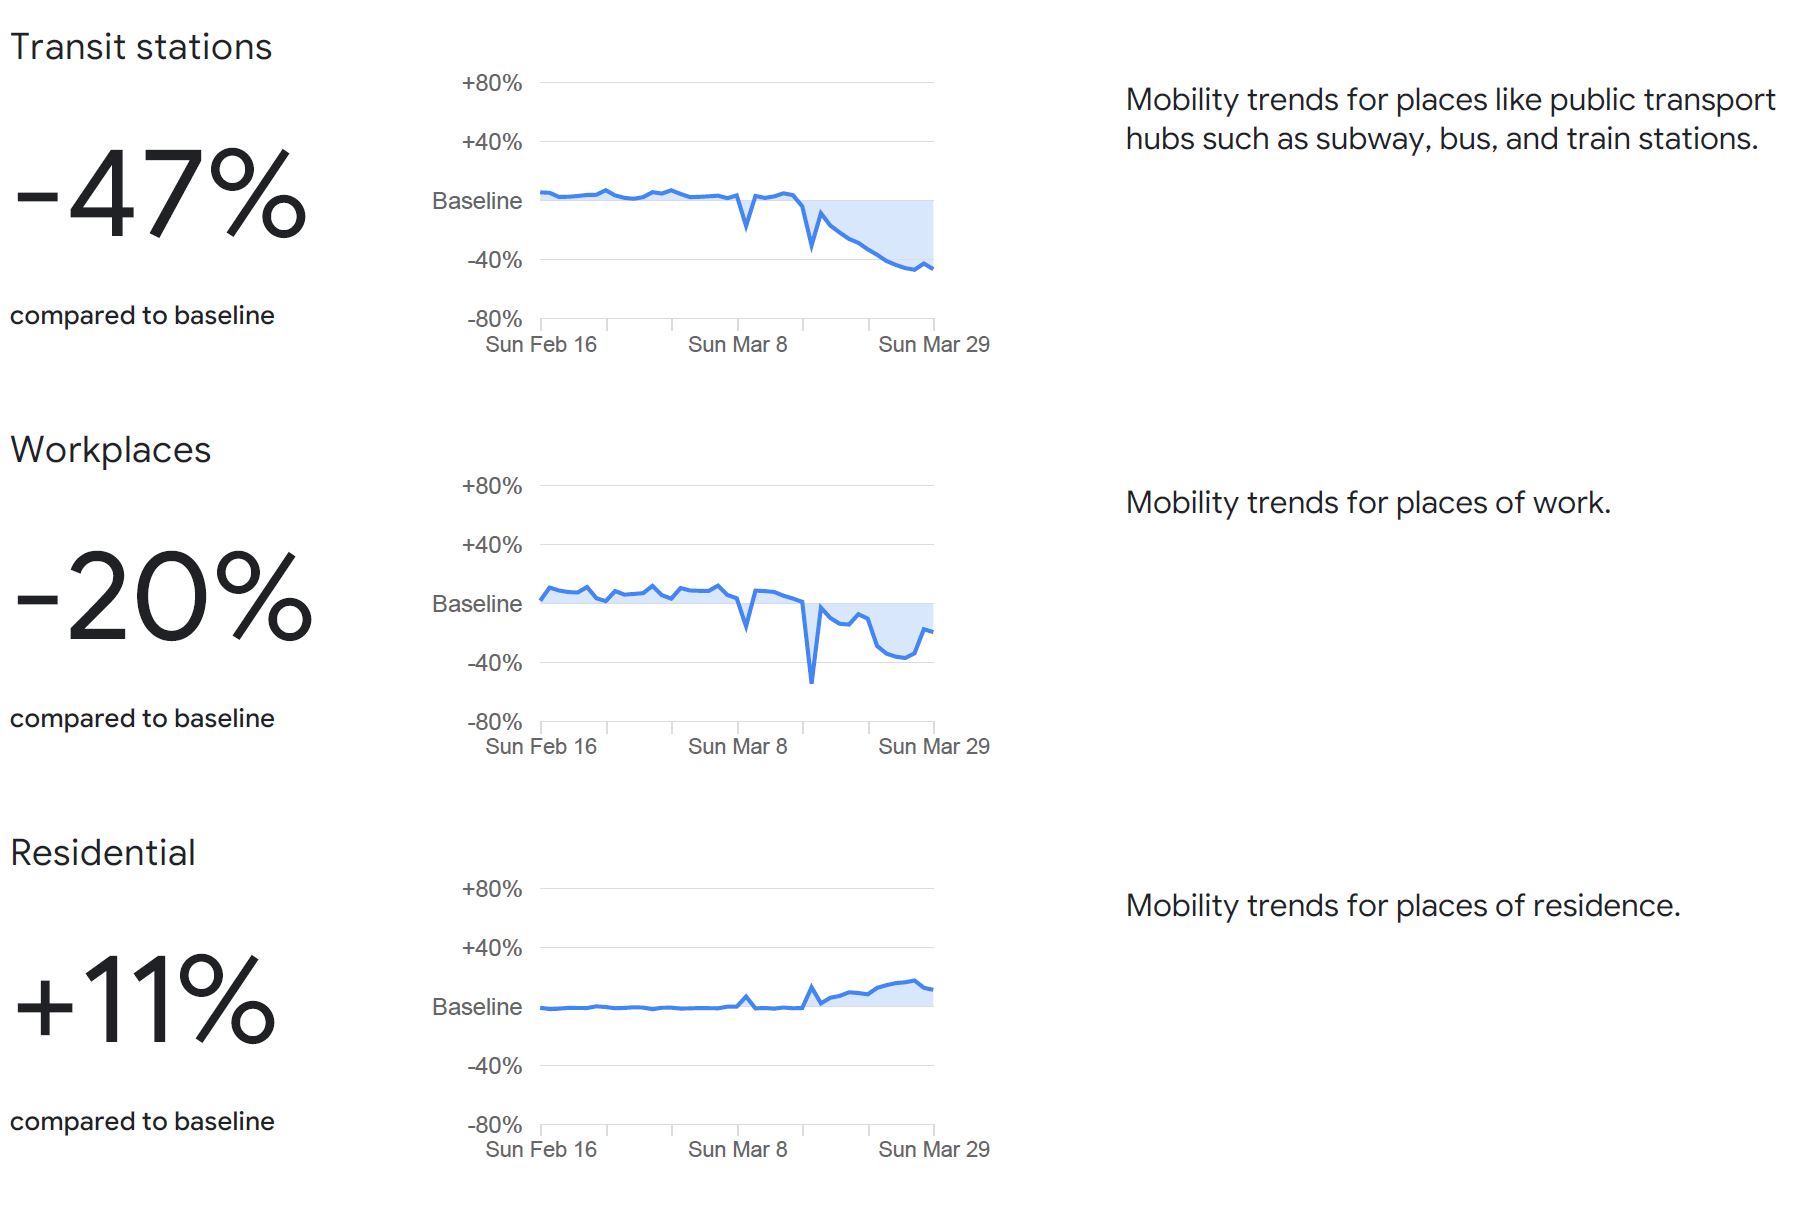 Transit stations
-47%
compared to baseline
+80%
+40%
Baseline
-40%
-80%
Sun Feb 16 Sun Mar 8 Sun Mar 29
Mobility trends for places like public transport
hubs such as subway, bus, and train stations.
Workplaces
-20%
compared to baseline
+80%
+40%
Baseline
-40%
-80%
Sun Feb 16 Sun Mar 8 Sun Mar 29
Mobility trends for places of work.
Residential
+11%
compared to baseline
+80%
+40%
Baseline
-40%
-80%
Sun Feb 16 Sun Mar 8 Sun Mar 29
Mobility trends for places of residence.